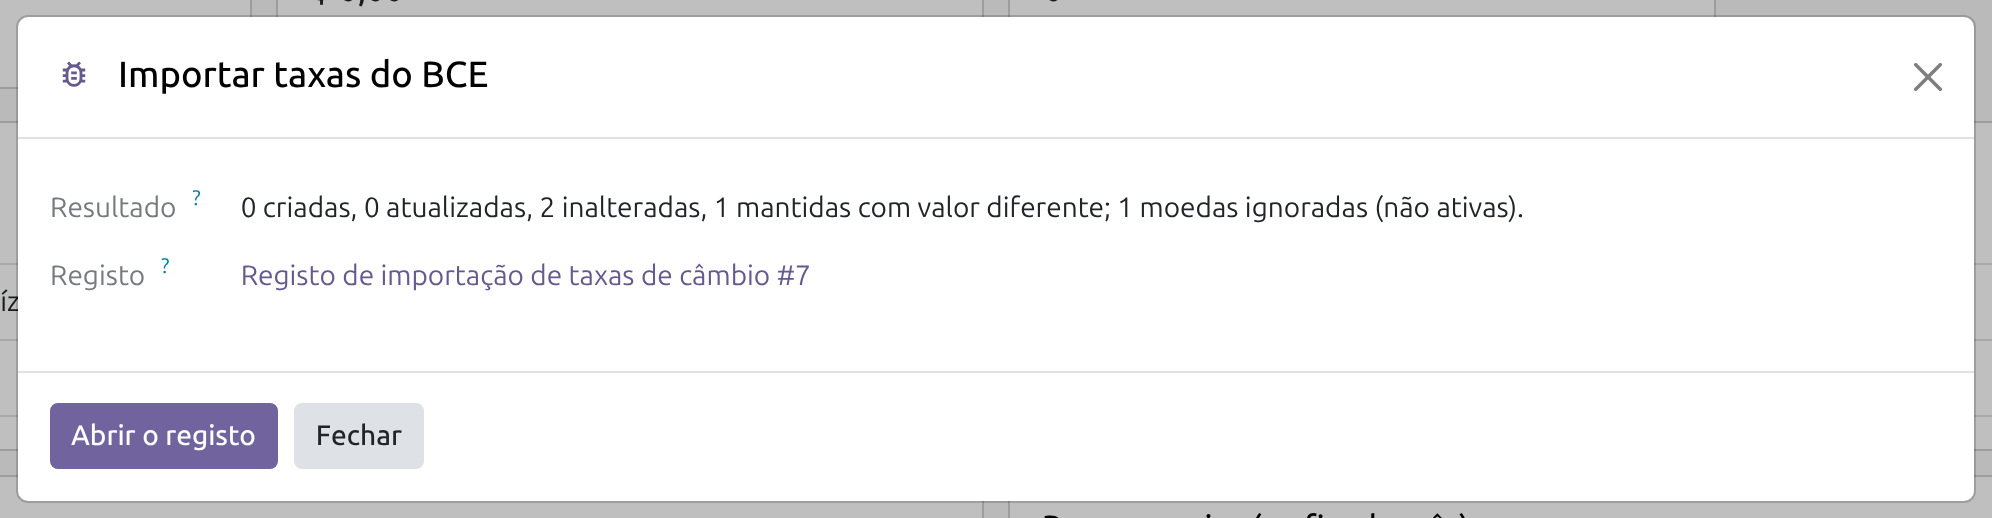 Importar taxas do BCE
Resultado ? 0 criadas, 0 atualizadas, 2 inalteradas, 1 mantidas com valor diferente; 1 moedas ignoradas (não ativas).
Registo ? Registo de importação de taxas de câmbio #7
íz
Abrir o registo Fechar